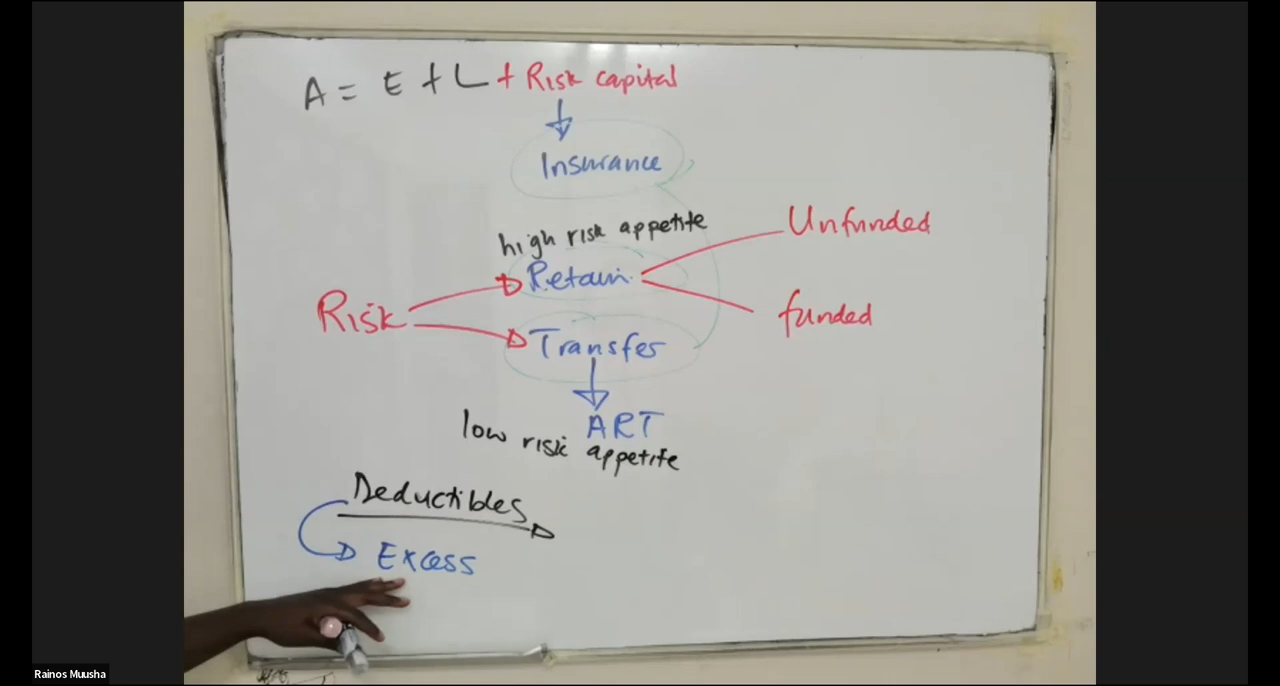 A = E + L + Risk capital
Insurance
high risk appetite
Unfunded
Retain
Risk
funded
Transfer
ART
low risk appetite
Deductibles
Excess
Rainos Muusha